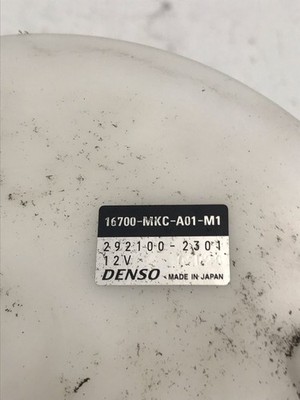 16700-MKC-A01-M1
292100-2301
12V
DENSO MADE IN JAPAN